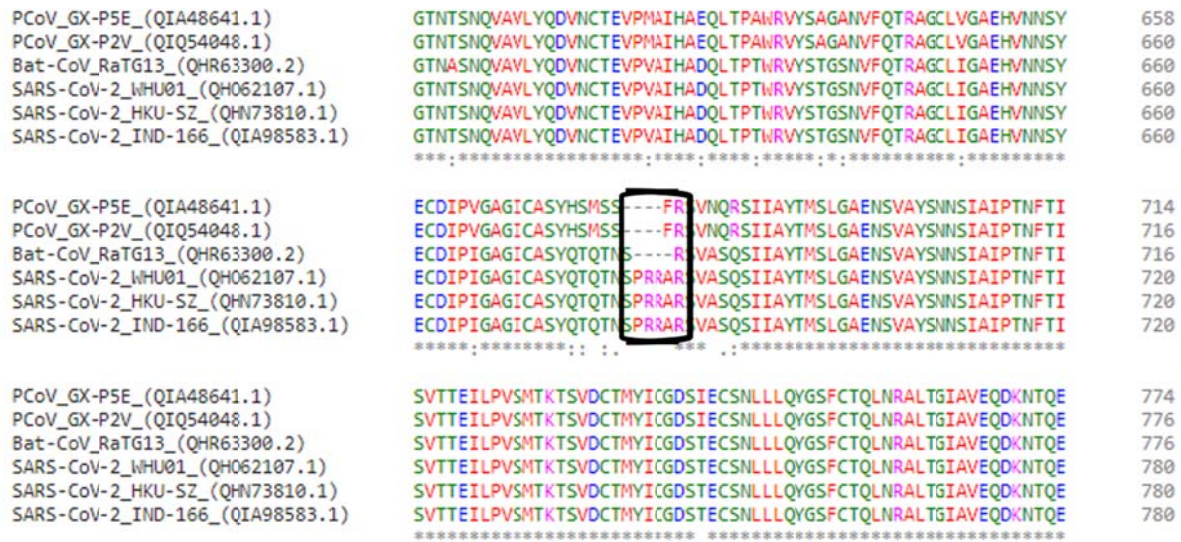 PCoV_GX-P5E_(QIA48641.1) GTNTSNQVAVLYQDVNCTEVPMAIHAEQLTPAWRVYSAGANVFQTRAGCLVGAEHVNNSY 658
PCoV_GX-P2V_(QIQ54048.1) GTNTSNQVAVLYQDVNCTEVPMAIHAEQLTPAWRVYSAGANVFQTRAGCLVGAEHVNNSY 660
Bat-CoV_RaTG13_(QHR63300.2) GTNASNQVAVLYQDVNCTEVPVAIHADQLTPTWRVYSTGSNVFQTRAGCLIGAEHVNNSY 660
SARS-CoV-2_WHU01_(QHO62107.1) GTNTSNQVAVLYQDVNCTEVPVAIHADQLTPTWRVYSTGSNVFQTRAGCLIGAEHVNNSY 660
SARS-CoV-2_HKU-SZ_(QHN73810.1) GTNTSNQVAVLYQDVNCTEVPVAIHADQLTPTWRVYSTGSNVFQTRAGCLIGAEHVNNSY 660
SARS-CoV-2_IND-166_(QIA98583.1) GTNTSNQVAVLYQDVNCTEVPVAIHADQLTPTWRVYSTGSNVFQTRAGCLIGAEHVNNSY 660
***:*****************:****:****:*****:*:**********:*********
PCoV_GX-P5E_(QIA48641.1) ECDIPVGAGICASYHSMSS----FRSVNQRSIIAYTMSLGAENSVAYSNNSIAIPTNFTI 714
PCoV_GX-P2V_(QIQ54048.1) ECDIPVGAGICASYHSMSS----FRSVNQRSIIAYTMSLGAENSVAYSNNSIAIPTNFTI 716
Bat-CoV_RaTG13_(QHR63300.2) ECDIPIGAGICASYQTQTNS----RSVASQSIIAYTMSLGAENSVAYSNNSIAIPTNFTI 716
SARS-CoV-2_WHU01_(QHO62107.1) ECDIPIGAGICASYQTQTNSPRRARSVASQSIIAYTMSLGAENSVAYSNNSIAIPTNFTI 720
SARS-CoV-2_HKU-SZ_(QHN73810.1) ECDIPIGAGICASYQTQTNSPRRARSVASQSIIAYTMSLGAENSVAYSNNSIAIPTNFTI 720
SARS-CoV-2_IND-166_(QIA98583.1) ECDIPIGAGICASYQTQTNSPRRARSVASQSIIAYTMSLGAENSVAYSNNSIAIPTNFTI 720
*****:********:: :.     *** .:******************************
PCoV_GX-P5E_(QIA48641.1) SVTTEILPVSMTKTSVDCTMYICGDSIECSNLLLQYGSFCTQLNRALTGIAVEQDKNTQE 774
PCoV_GX-P2V_(QIQ54048.1) SVTTEILPVSMTKTSVDCTMYICGDSIECSNLLLQYGSFCTQLNRALTGIAVEQDKNTQE 776
Bat-CoV_RaTG13_(QHR63300.2) SVTTEILPVSMTKTSVDCTMYICGDSTECSNLLLQYGSFCTQLNRALTGIAVEQDKNTQE 776
SARS-CoV-2_WHU01_(QHO62107.1) SVTTEILPVSMTKTSVDCTMYICGDSTECSNLLLQYGSFCTQLNRALTGIAVEQDKNTQE 780
SARS-CoV-2_HKU-SZ_(QHN73810.1) SVTTEILPVSMTKTSVDCTMYICGDSTECSNLLLQYGSFCTQLNRALTGIAVEQDKNTQE 780
SARS-CoV-2_IND-166_(QIA98583.1) SVTTEILPVSMTKTSVDCTMYICGDSTECSNLLLQYGSFCTQLNRALTGIAVEQDKNTQE 780
************************** *********************************